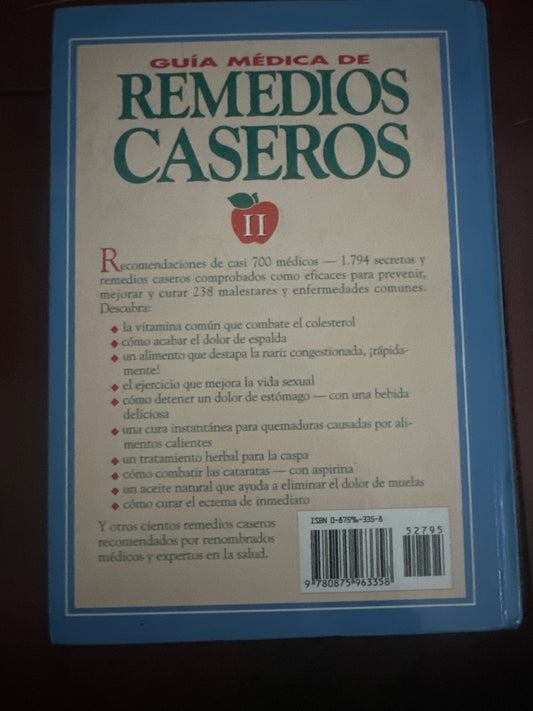 GUÍA MÉDICA DE
REMEDIOS
CASEROS
II
Recomendaciones de casi 700 médicos — 1.794 secretos y
remedios caseros comprobados como eficaces para prevenir,
mejorar y curar 238 malestares y enfermedades comunes.
Descubra:
◆ la vitamina común que combate el colesterol
◆ cómo acabar el dolor de espalda
◆ un alimento que destapa la nariz congestionada, ¡rápida-
mente!
◆ el ejercicio que mejora la vida sexual
◆ cómo detener un dolor de estómago — con una bebida
deliciosa
◆ una cura instantánea para quemaduras causadas por ali-
mentos calientes
◆ un tratamiento herbal para la caspa
◆ cómo combatir las cataratas — con aspirina
◆ un aceite natural que ayuda a eliminar el dolor de muelas
◆ cómo curar el eczema de inmediato
Y otros cientos remedios caseros
recomendados por renombrados
médicos y expertos en la salud.
ISBN 0-87596-335-8
52795
9 780875 963358